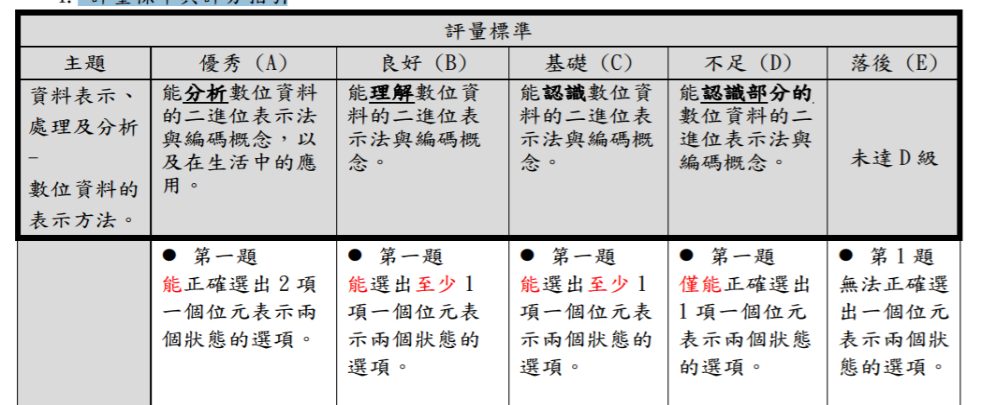 1. 評量標準與評分指引
評量標準
主題
優秀（A）
良好（B）
基礎（C）
不足（D）
落後（E）
資料表示、
處理及分析
–
數位資料的
表示方法。
能分析數位資料
的二進位表示法
與編碼概念，以
及在生活中的應
用。
能理解數位資
料的二進位表
示法與編碼概
念。
能認識數位資
料的二進位表
示法與編碼概
念。
能認識部分的
數位資料的二
進位表示法與
編碼概念。
未達D級
● 第一題
能正確選出2項
一個位元表示兩
個狀態的選項。
● 第一題
能選出至少1
項一個位元表
示兩個狀態的
選項。
● 第一題
能選出至少1
項一個位元表
示兩個狀態的
選項。
● 第一題
僅能正確選出
1項一個位元
表示兩個狀態
的選項。
● 第1題
無法正確選
出一個位元
表示兩個狀
態的選項。